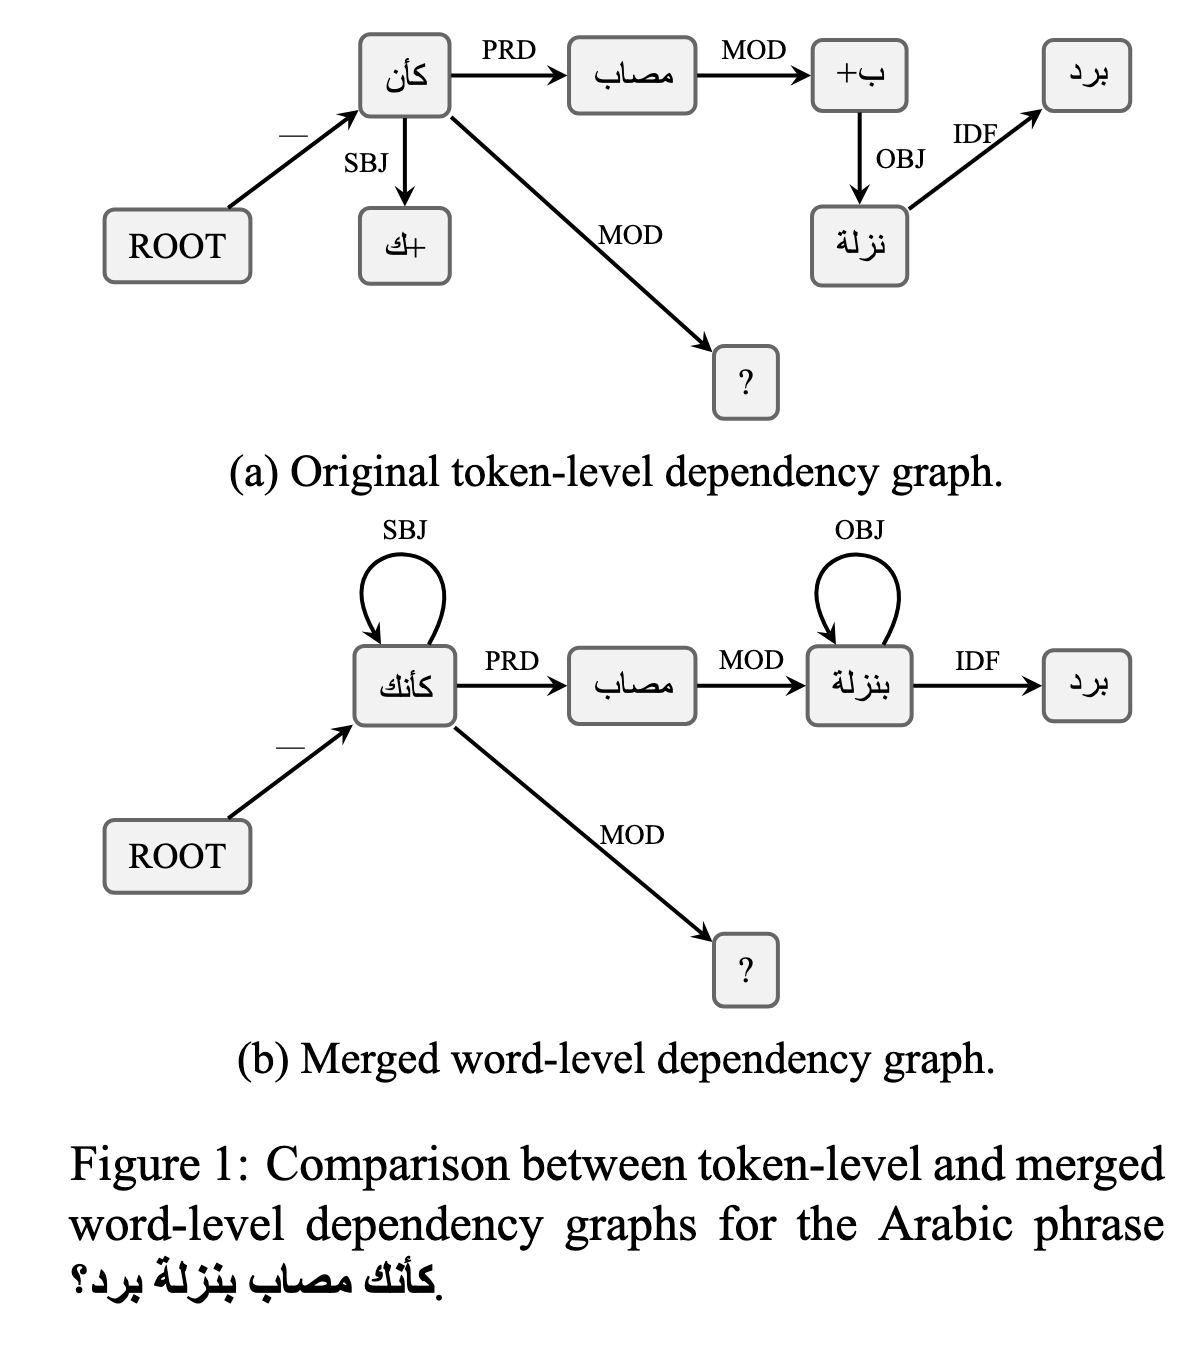 PRD
MOD
كأن
مصاب
ب+
برد
—
SBJ
IDF
OBJ
ROOT
+ك
MOD
نزلة
?
(a) Original token-level dependency graph.
SBJ
OBJ
PRD
MOD
IDF
كأنك
مصاب
بنزلة
برد
—
MOD
ROOT
?
(b) Merged word-level dependency graph.
Figure 1: Comparison between token-level and merged
word-level dependency graphs for the Arabic phrase
كأنك مصاب بنزلة برد؟.